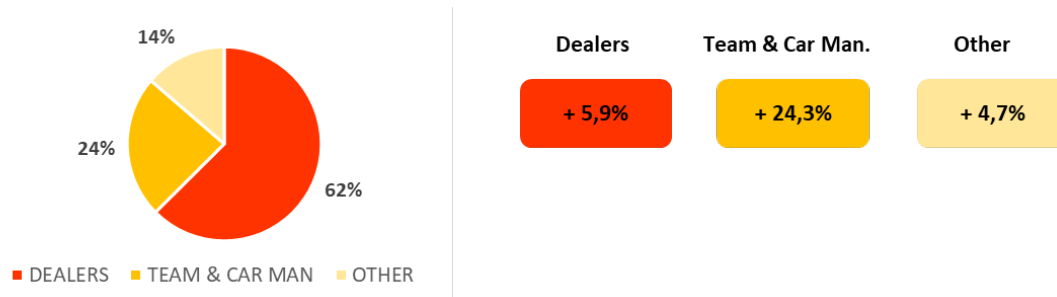 14%
24%
62%
DEALERS TEAM & CAR MAN OTHER
Dealers Team & Car Man. Other
+ 5,9% + 24,3% + 4,7%